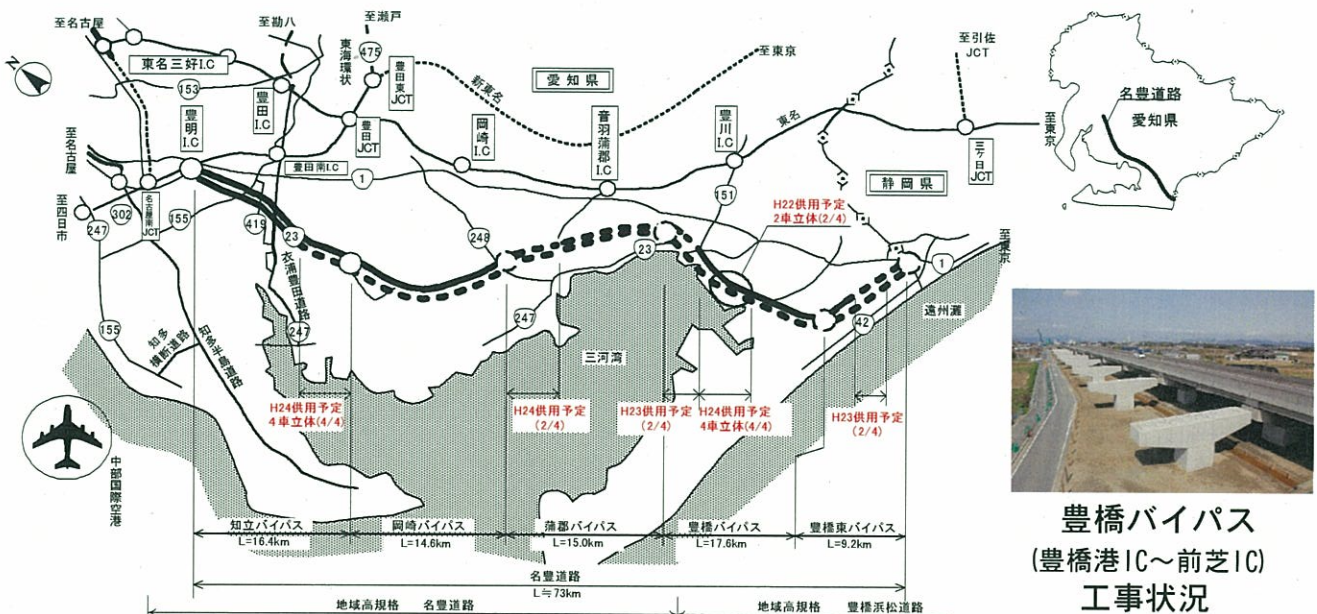 至名古屋
至勘八
至瀬戸
東海環状
475
豊田東JCT
至東京
至引佐JCT
東名三好I.C
153
豊田I.C
愛知県
新東名
N
豊明I.C
豊田JCT
岡崎I.C
音羽蒲郡I.C
豊川I.C
東名
三ケ日JCT
至東京
名豊道路
愛知県
至名古屋
豊田南I.C
1
静岡県
至四日市
247
302
名古屋南JCT
155
419
23
248
23
151
H22供用予定
2車立体(2/4)
衣浦豊田道路
247
247
三河湾
42
1
至東京
遠州灘
155
知多横断道路
知多半島道路
H24供用予定
4車立体(4/4)
H24供用予定
(2/4)
H23供用予定
(2/4)
H24供用予定
4車立体(4/4)
H23供用予定
(2/4)
中部国際空港
知立バイパス
L=16.4km
岡崎バイパス
L=14.6km
蒲郡バイパス
L=15.0km
豊橋バイパス
L=17.6km
豊橋東バイパス
L=9.2km
名豊道路
L≒73km
地域高規格 名豊道路
地域高規格 豊橋浜松道路
豊橋バイパス
(豊橋港IC~前芝IC)
工事状況